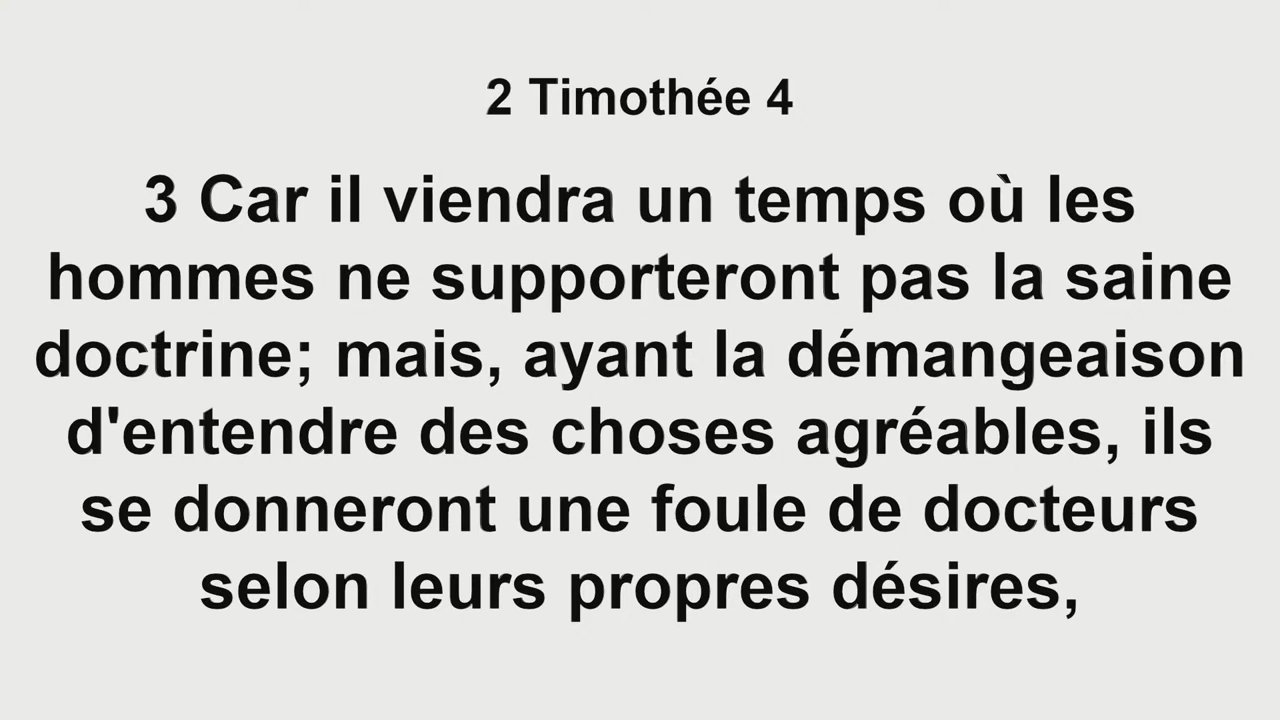 2 Timothée 4
3 Car il viendra un temps où les
hommes ne supporteront pas la saine
doctrine; mais, ayant la démangeaison
d'entendre des choses agréables, ils
se donneront une foule de docteurs
selon leurs propres désires,